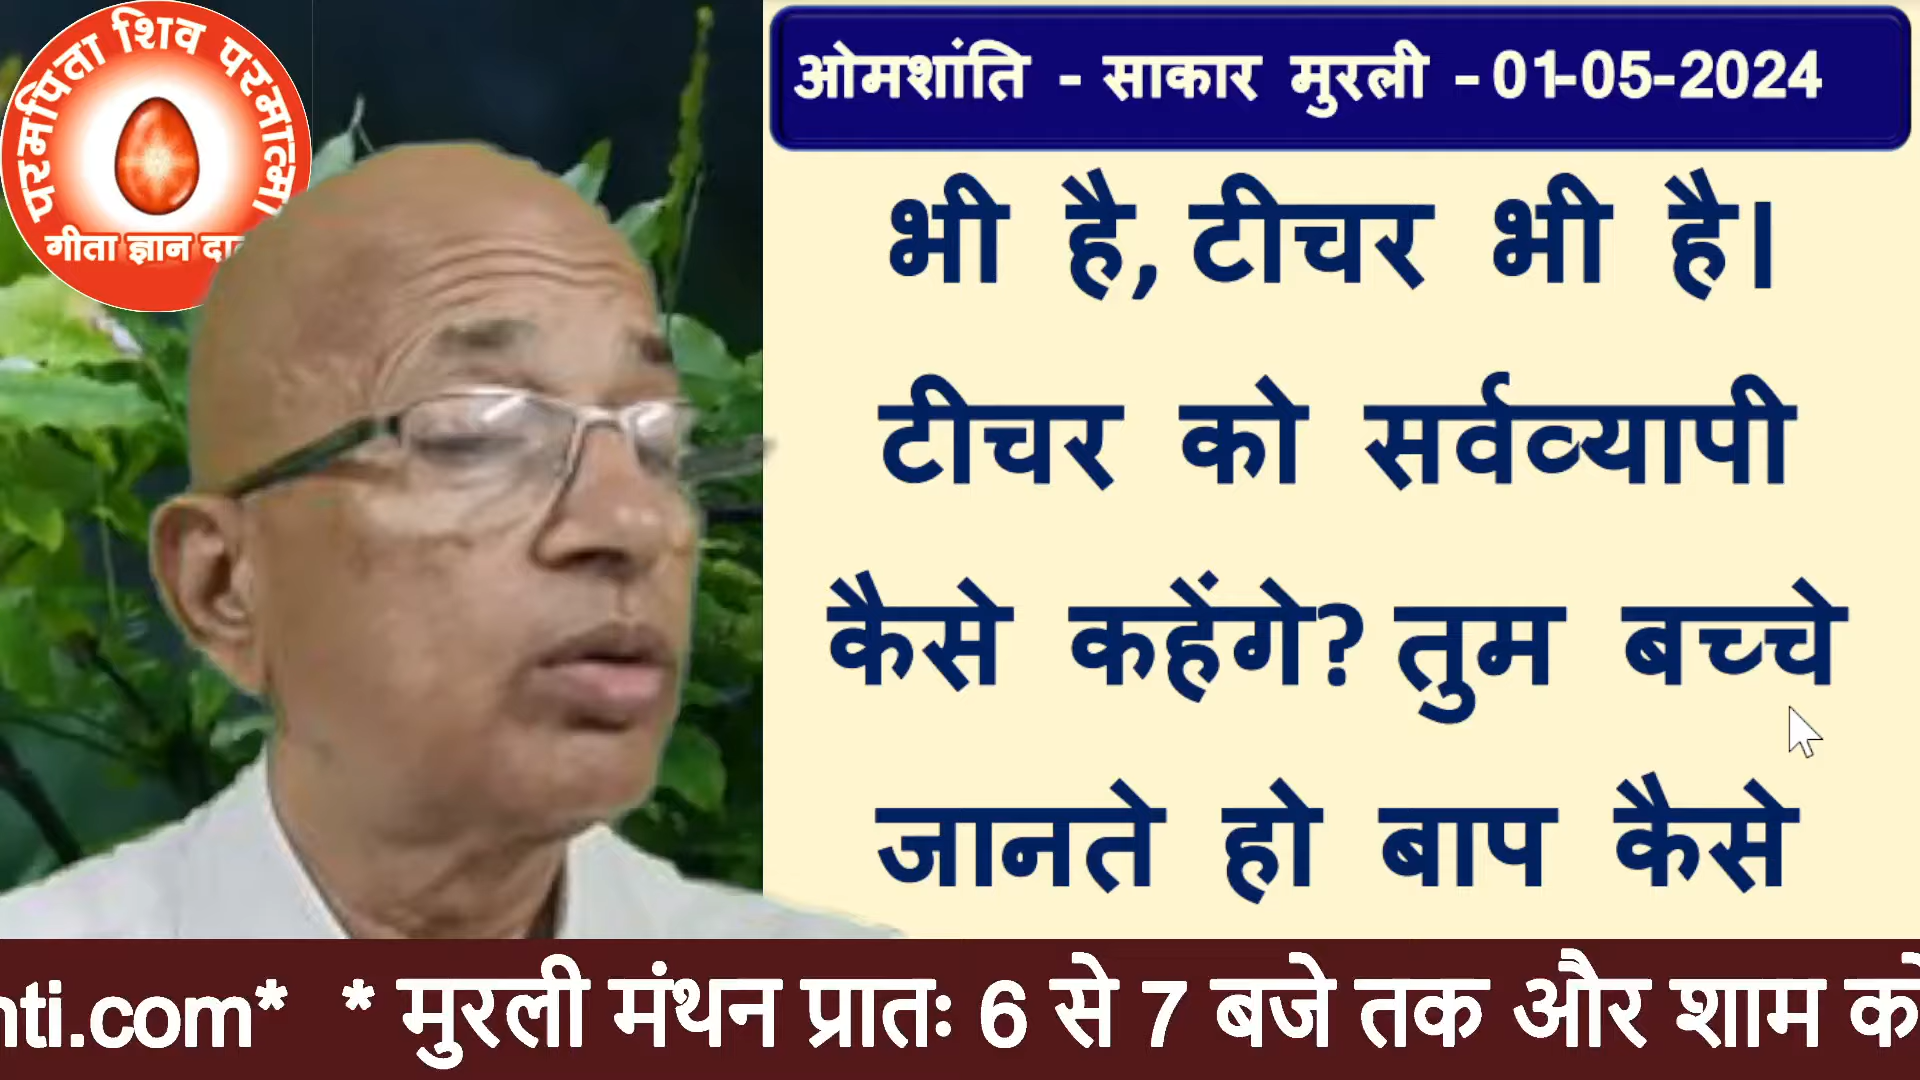 परमपिता शिव परमात्मा
गीता ज्ञान
ओमशांति - साकार मुरली - 01-05-2024
भी है, टीचर भी है।
टीचर को सर्वव्यापी
कैसे कहेंगे? तुम बच्चे
जानते हो बाप कैसे
nti.com* * मुरली मंथन प्रातः 6 से 7 बजे तक और शाम को